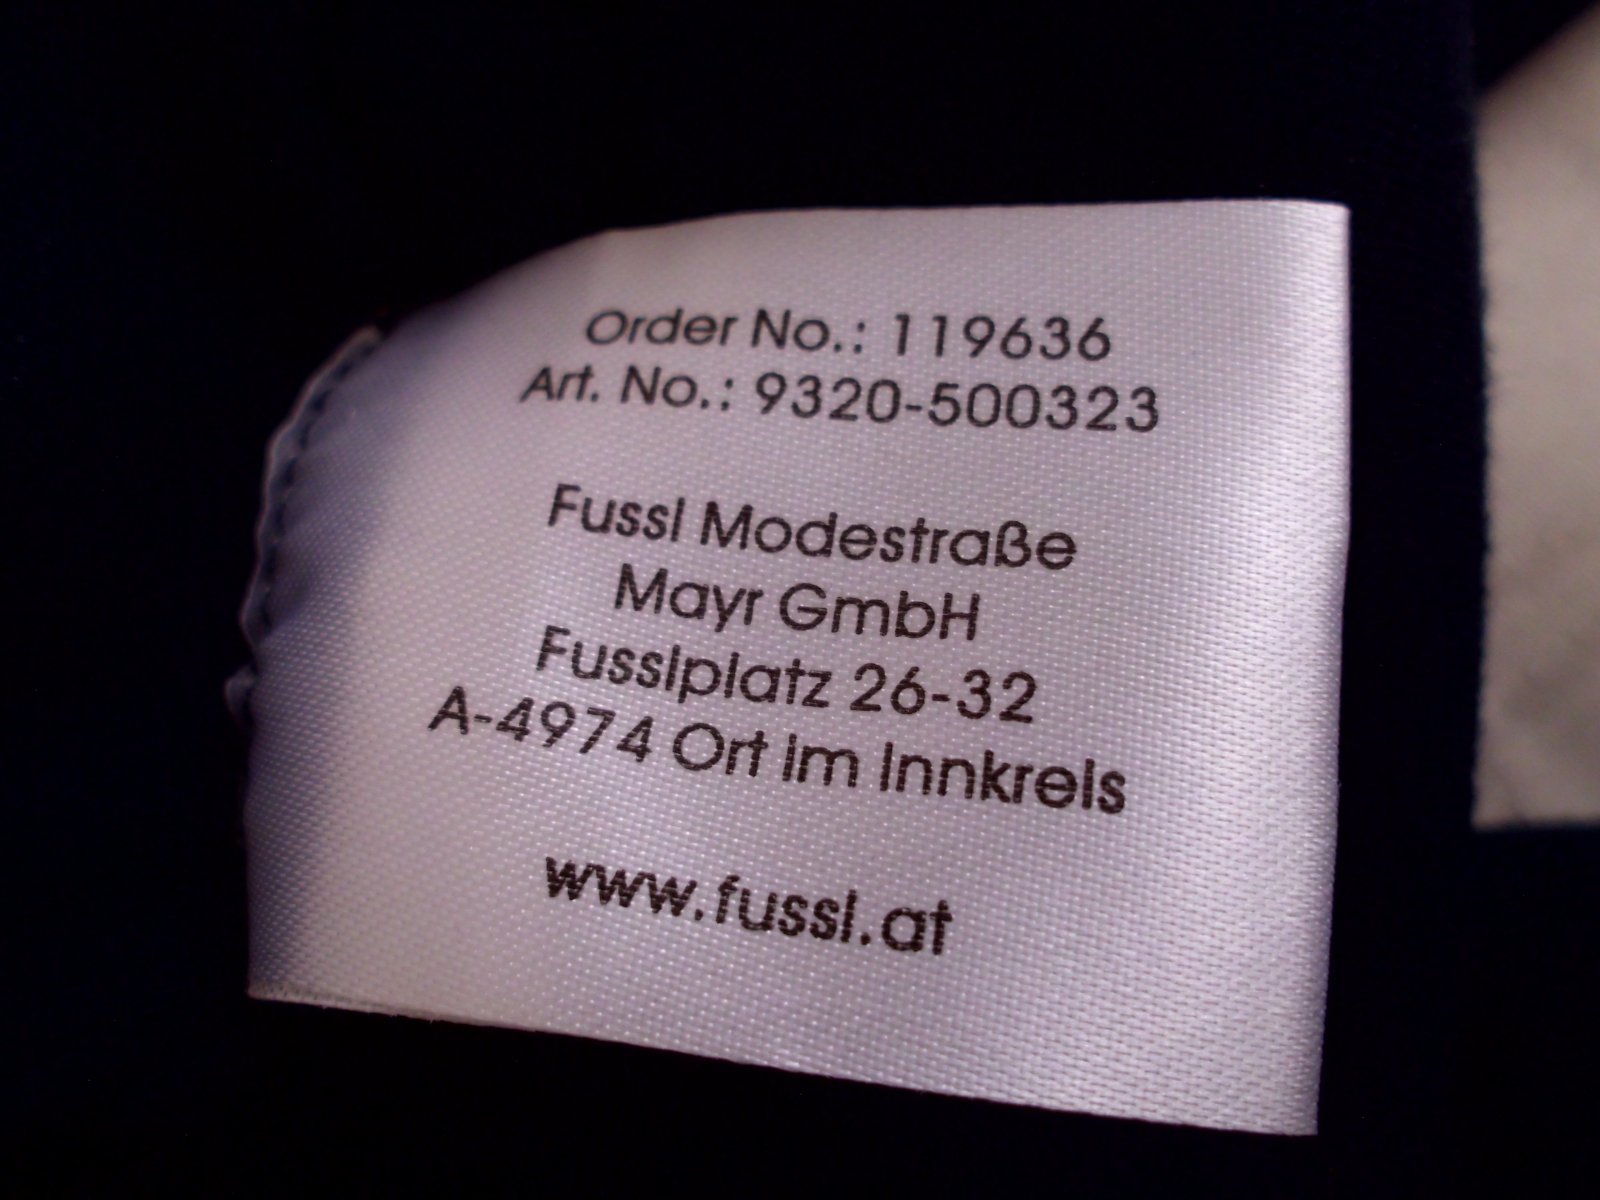 Order No.: 119636
Art. No.: 9320-500323
Fussl Modestraße
Mayr GmbH
Fusslplatz 26-32
A-4974 Ort im Innkreis
www.fussl.at